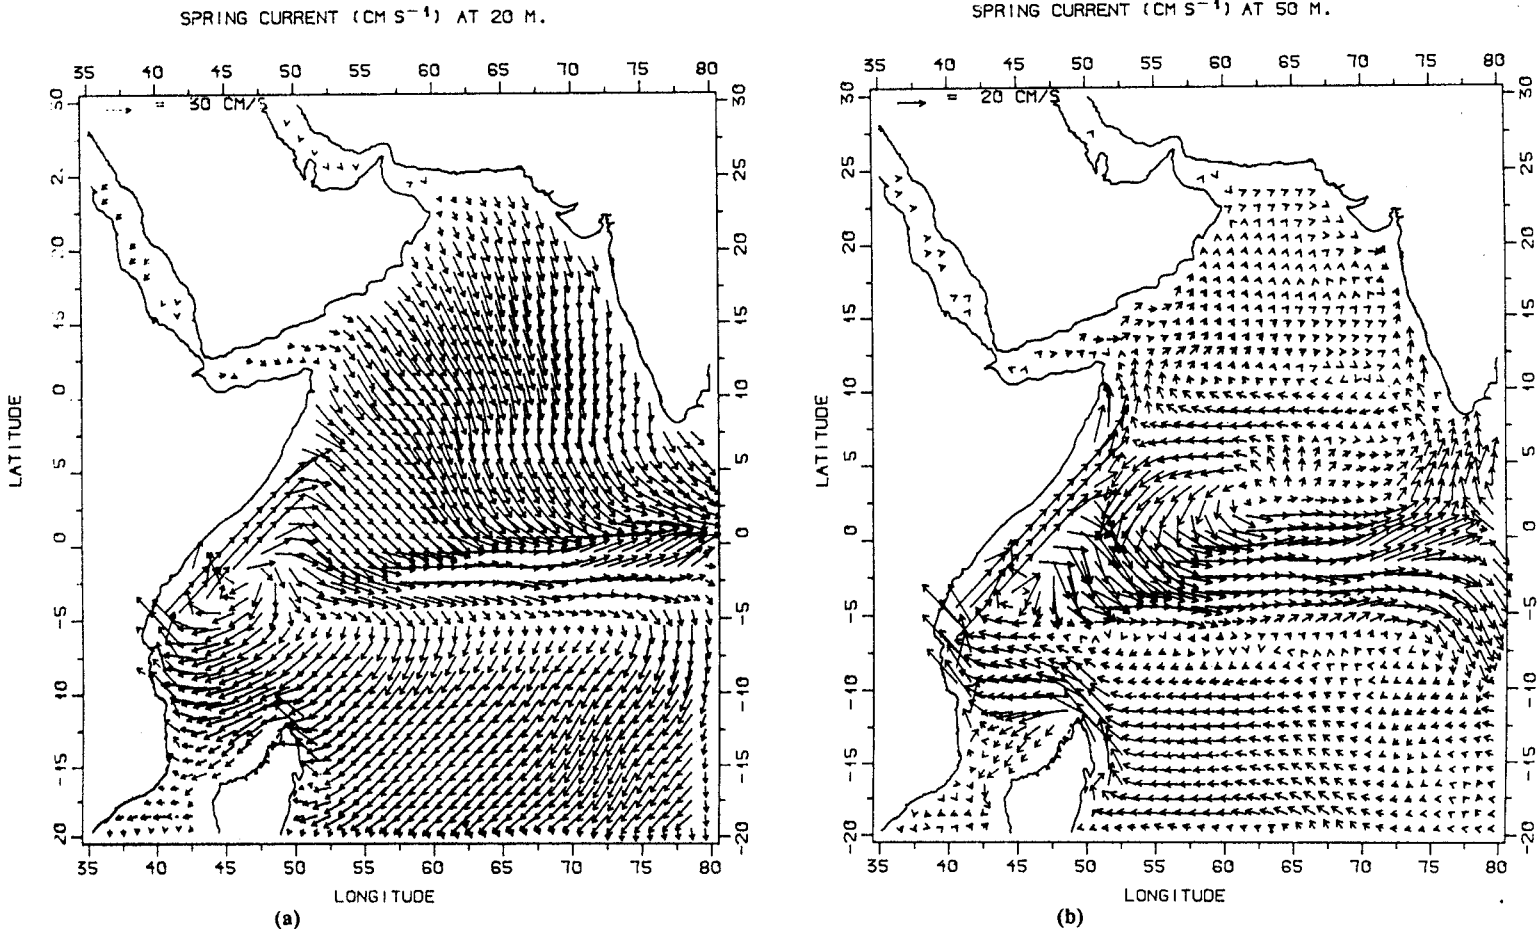 SPRING CURRENT (CM S⁻¹) AT 20 M.
35 40 45 50 55 60 65 70 75 80
= 30 CM/S
30
25
20
15
10
5
0
-5
-10
-15
-20
LATITUDE
35 40 45 50 55 60 65 70 75 80
LONGITUDE
(a)
SPRING CURRENT (CM S⁻¹) AT 50 M.
35 40 45 50 55 60 65 70 75 80
= 20 CM/S
30 30
25 25
20 20
15 15
10 10
5 5
0 0
-5 -5
-10 -10
-15 -15
-20 -20
LATITUDE
35 40 45 50 55 60 65 70 75 80
LONGITUDE
(b)